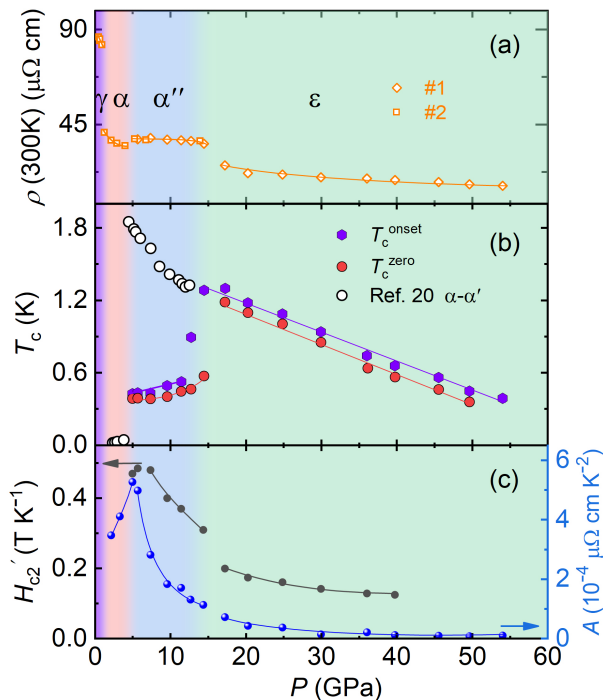 90
45
ρ (300K) (μΩ cm)
(a)
γ α α′′ ε
#1
#2
1.8
1.2
0.6
0.0
T_c (K)
(b)
T_c^onset
T_c^zero
Ref. 20 α-α′
0.4
0.2
0.0
H_c2′ (T K⁻¹)
(c)
6
4
2
0
A (10⁻⁴ μΩ cm K⁻²)
0 10 20 30 40 50 60
P (GPa)